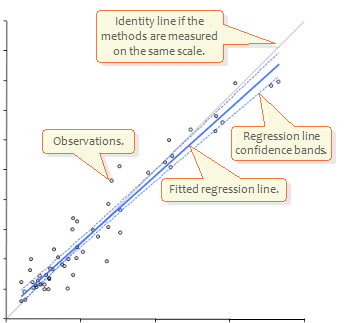 Identity line if the
methods are measured
on the same scale.
Observations.
Regression line
confidence bands.
Fitted regression line.